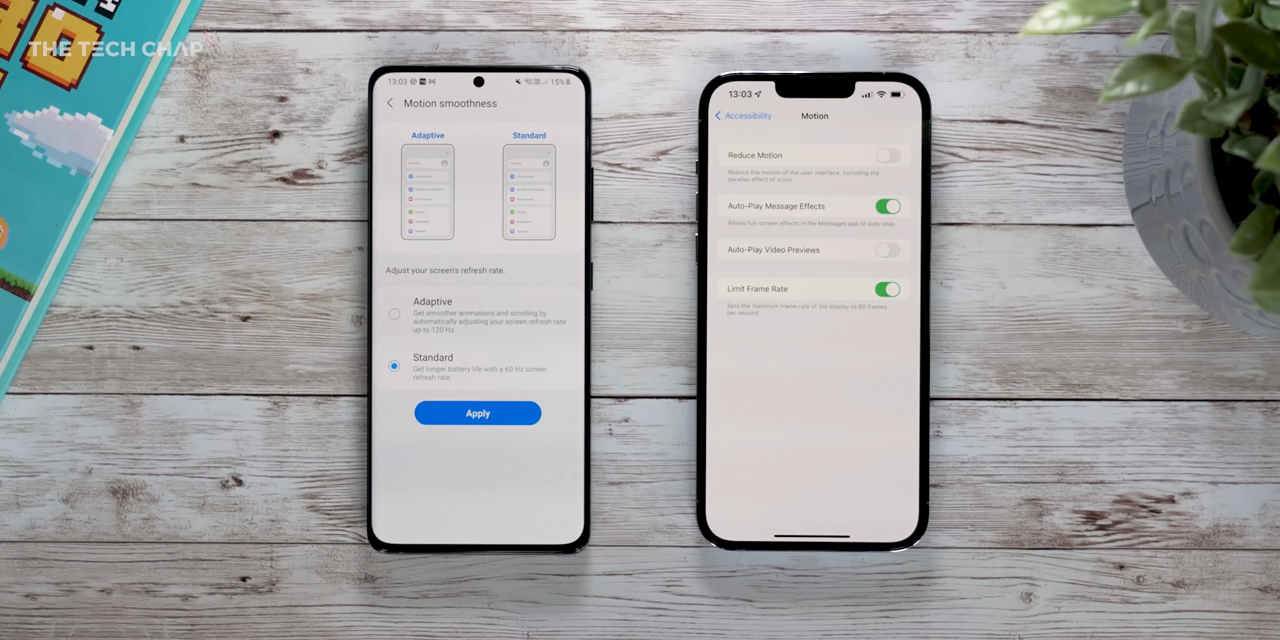 THE TECH CHAP
13:03
15%
Motion smoothness
Adaptive
Standard
Adjust your screen's refresh rate.
Adaptive
Get smoother animations and scrolling by
automatically adjusting your screen refresh rate
up to 120 Hz.
Standard
Get longer battery life with a 60 Hz screen
refresh rate.
Apply
13:03
Accessibility
Motion
Reduce Motion
Reduce the motion of the user interface, including the
parallax effect of icons.
Auto-Play Message Effects
Allows full-screen effects in the Messages app to auto-play.
Auto-Play Video Previews
Limit Frame Rate
Sets the maximum frame rate of the display to 60 frames
per second.